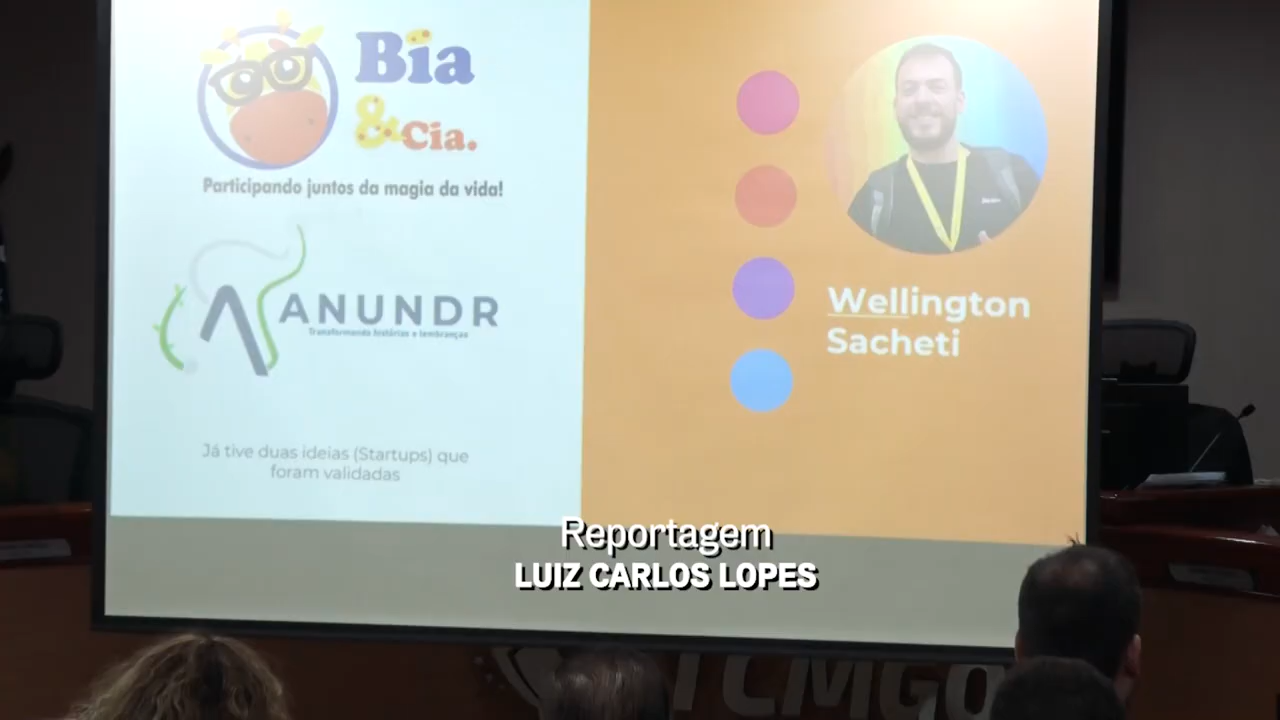 Bia
& Cia.
Participando juntos da magia da vida!
ANUNDR
Transformando histórias e lembranças
Já tive duas ideias (Startups) que
foram validadas
Wellington
Sacheti
Reportagem
LUIZ CARLOS LOPES
TCMGO